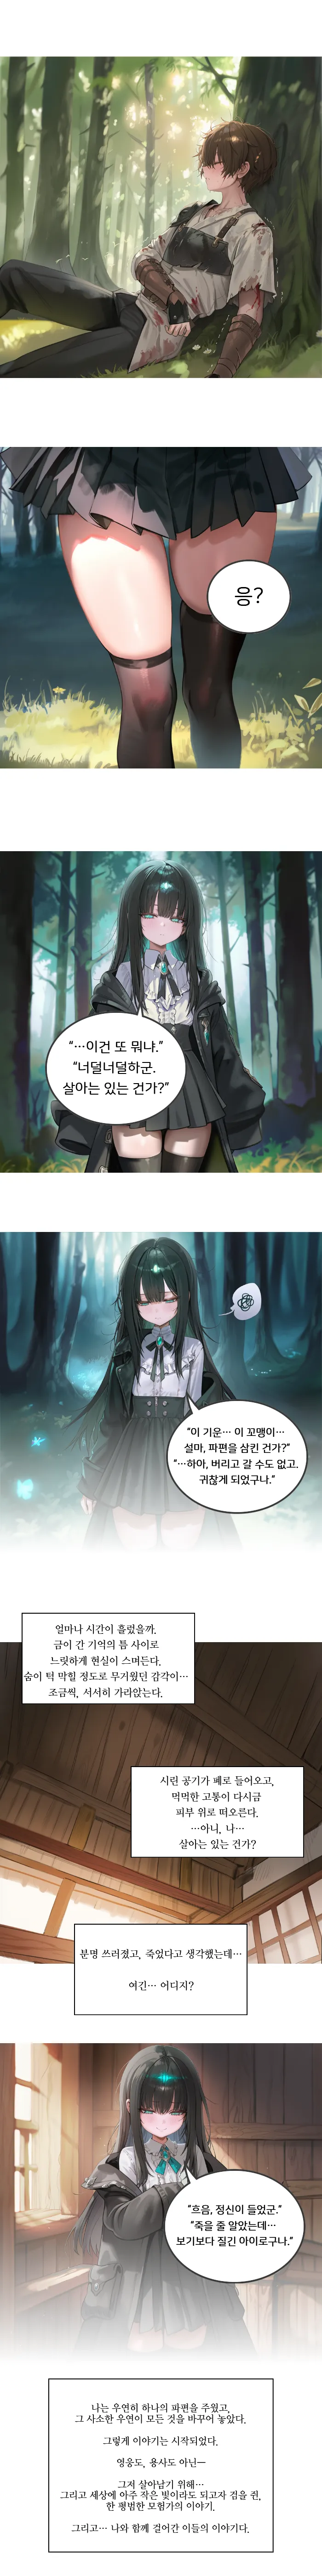 응?
“…이건 또 뭐냐.”
“너덜너덜하군.
살아는 있는 건가?”
“이 기운… 이 꼬맹이…
설마, 파편을 삼킨 건가?”
“…하아, 버리고 갈 수도 없고.
귀찮게 되었구나.”
얼마나 시간이 흘렀을까.
금이 간 기억의 틈 사이로
느릿하게 현실이 스며든다.
숨이 턱 막힐 정도로 무거웠던 감각이…
조금씩, 서서히 가라앉는다.
시린 공기가 폐로 들어오고,
먹먹한 고통이 다시금
피부 위로 떠오른다.
…아니, 나…
살아는 있는 건가?
분명 쓰러졌고, 죽었다고 생각했는데…
여긴… 어디지?
“흐음, 정신이 들었군.”
“죽을 줄 알았는데…
보기보다 질긴 아이로구나.”
나는 우연히 하나의 파편을 주웠고,
그 사소한 우연이 모든 것을 바꾸어 놓았다.
그렇게 이야기는 시작되었다.
영웅도, 용사도 아닌—
그저 살아남기 위해…
그리고 세상에 아주 작은 빛이라도 되고자 검을 쥔,
한 평범한 모험가의 이야기.
그리고… 나와 함께 걸어간 이들의 이야기다.